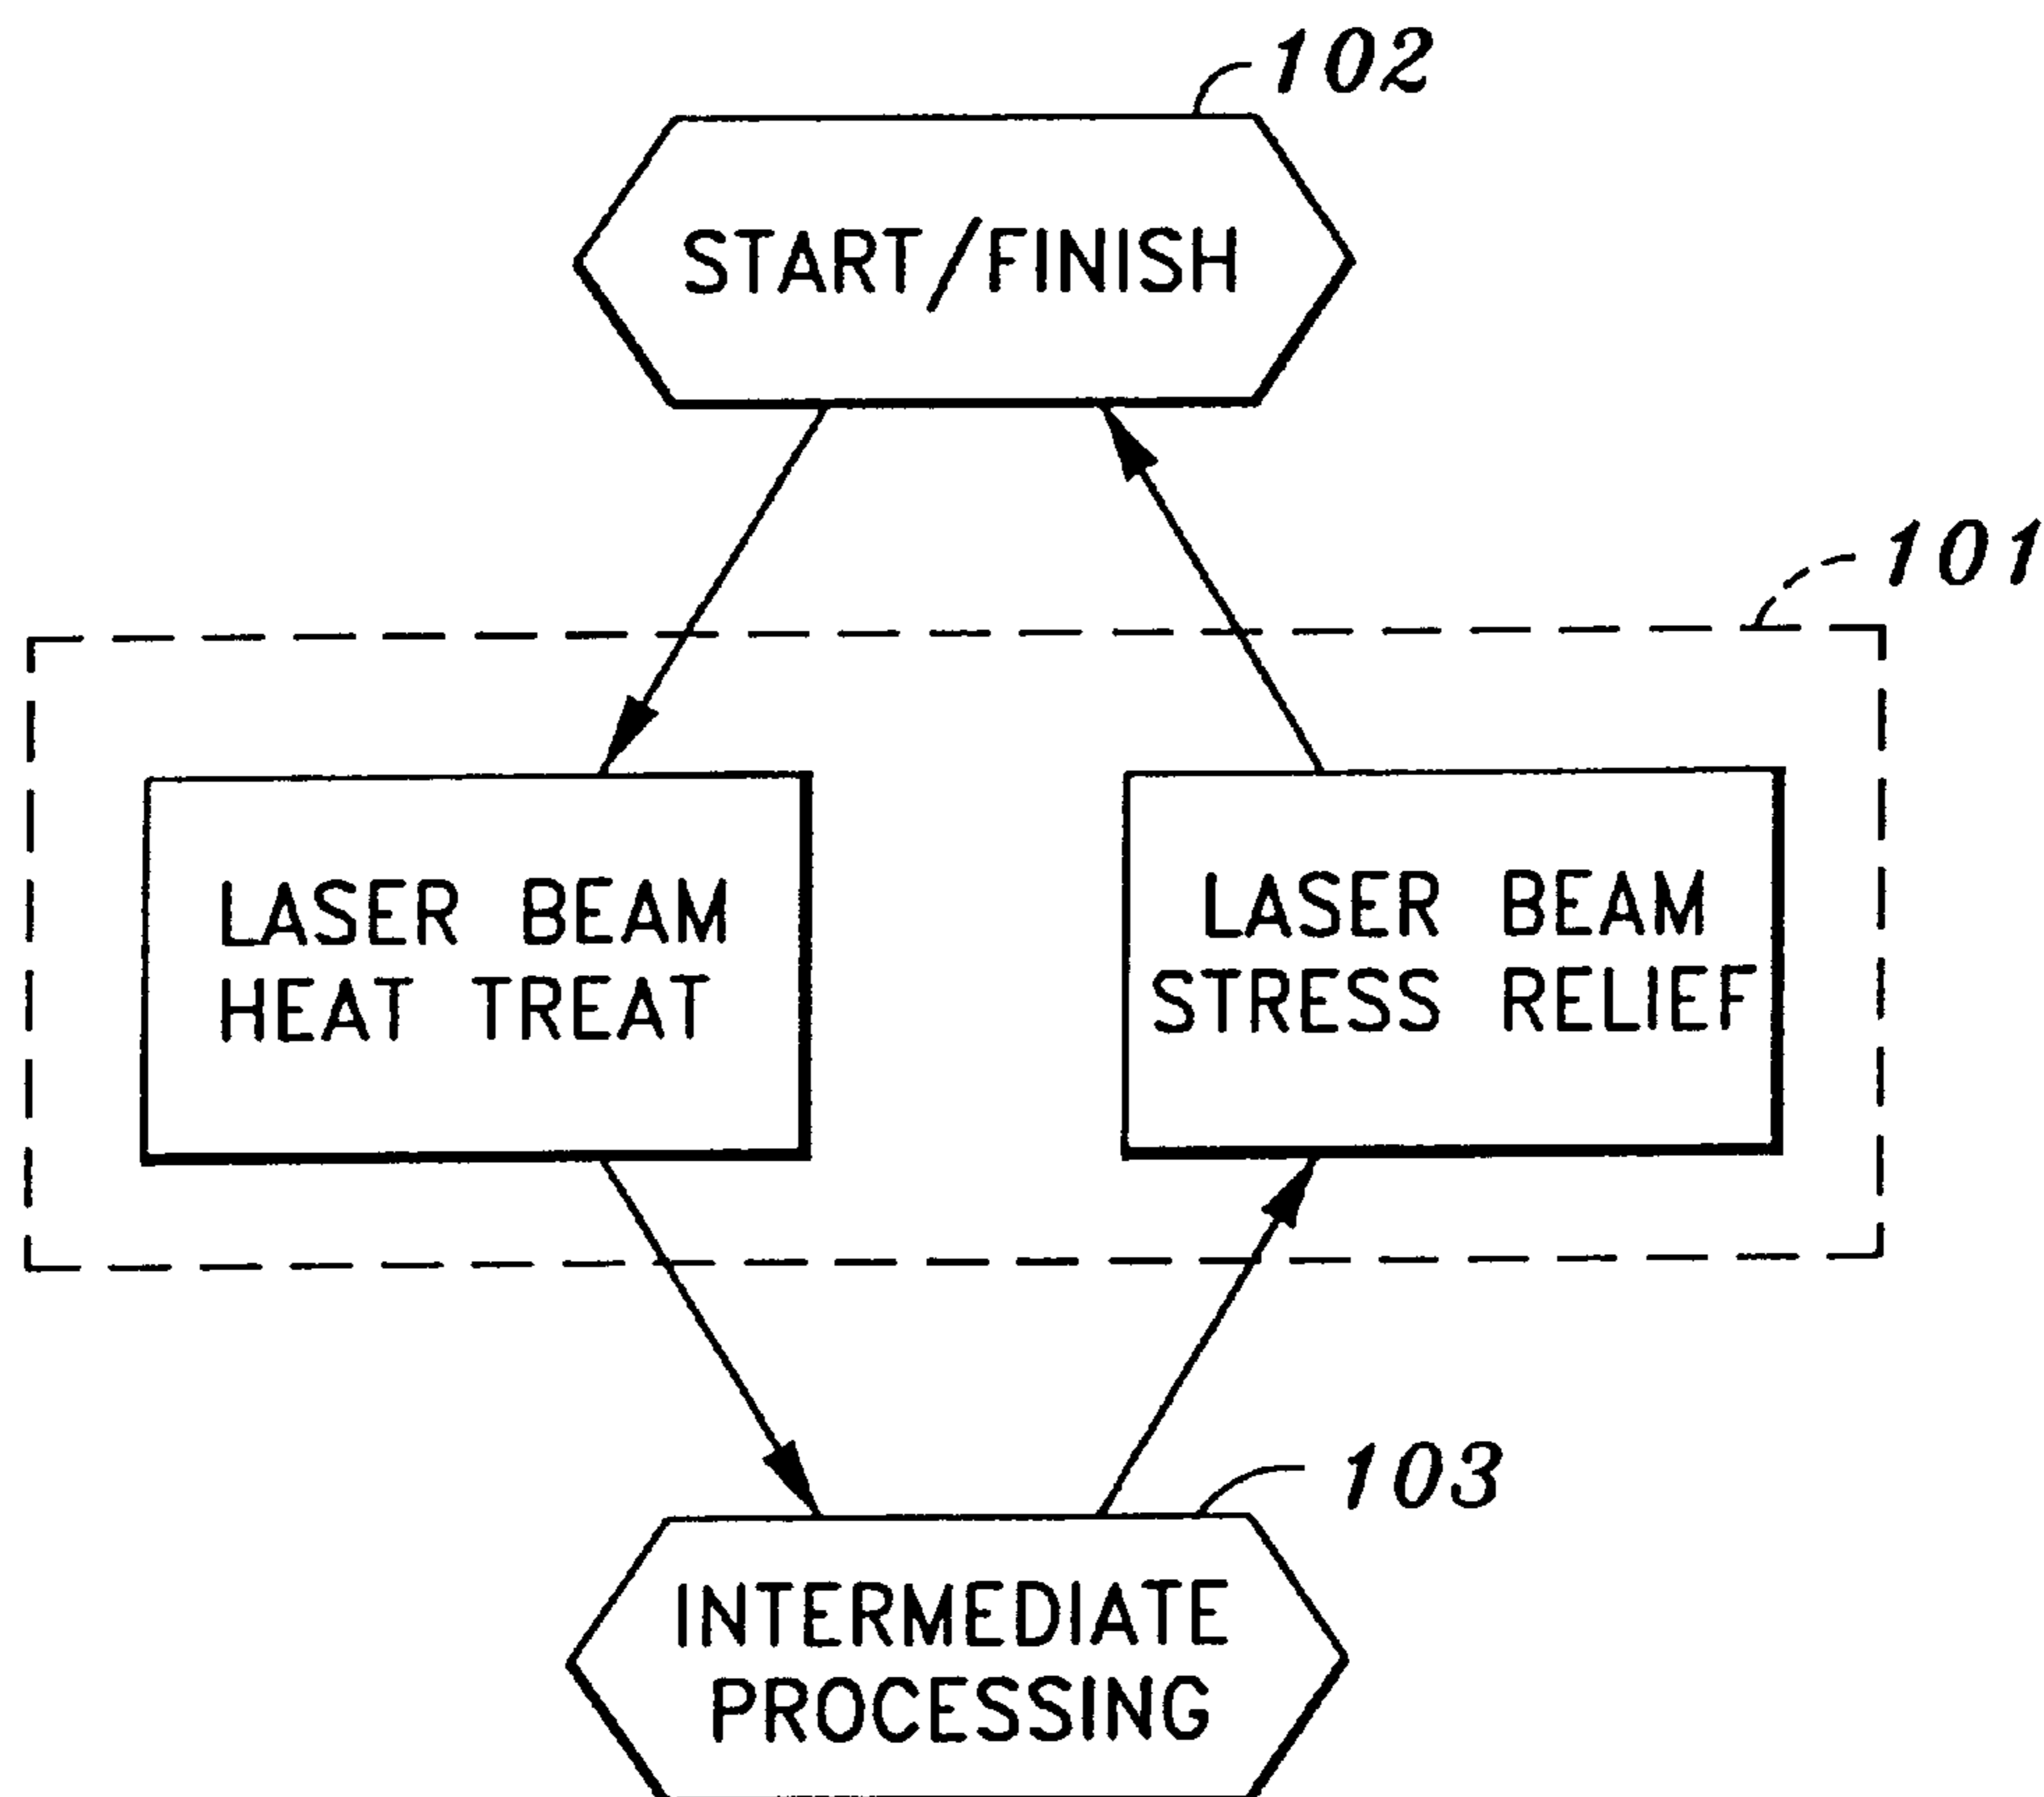 102
START/FINISH
101
LASER BEAM
HEAT TREAT
LASER BEAM
STRESS RELIEF
103
INTERMEDIATE
PROCESSING